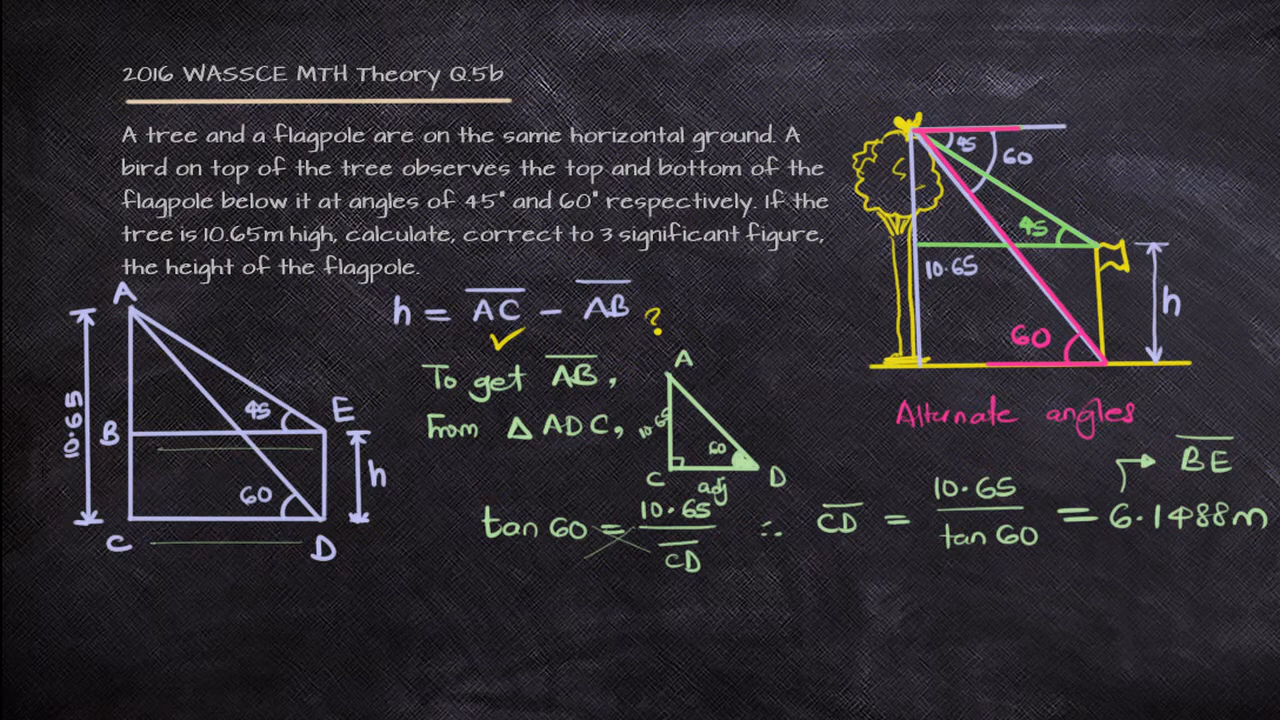 2016 WASSCE MTH Theory Q.5b
A tree and a flagpole are on the same horizontal ground. A
bird on top of the tree observes the top and bottom of the
flagpole below it at angles of 45° and 60° respectively. If the
tree is 10.65m high, calculate, correct to 3 significant figure,
the height of the flagpole.
45
60
45
10.65
h
60
Alternate angles
A
10.65
B
45
E
h
60
C
D
h = AC - AB ?
To get AB,
From △ ADC,
A
10.65
60
C
D
adj
tan 60 = 10.65 / CD
∴ CD = 10.65 / tan 60 = 6.1488m
BE